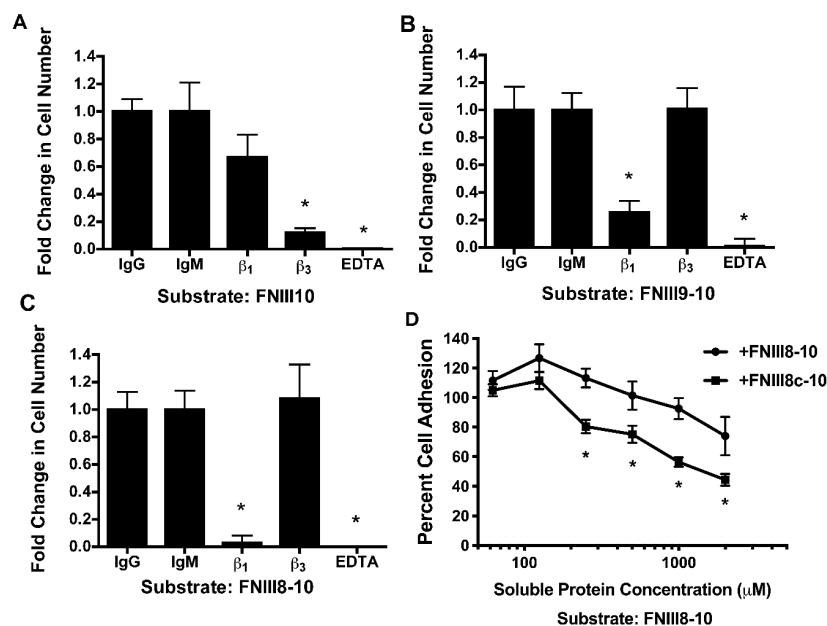 A
Fold Change in Cell Number
1.4
1.2
1.0
0.8
0.6
0.4
0.2
0.0
*
*
IgG IgM β1 β3 EDTA
Substrate: FNIII10
B
Fold Change in Cell Number
1.4
1.2
1.0
0.8
0.6
0.4
0.2
0.0
*
*
IgG IgM β1 β3 EDTA
Substrate: FNIII9-10
C
Fold Change in Cell Number
1.4
1.2
1.0
0.8
0.6
0.4
0.2
0.0
*
*
IgG IgM β1 β3 EDTA
Substrate: FNIII8-10
D
Percent Cell Adhesion
140
120
100
80
60
40
20
0
+FNIII8-10
+FNIII8c-10
* * * *
100 1000
Soluble Protein Concentration (μM)
Substrate: FNIII8-10